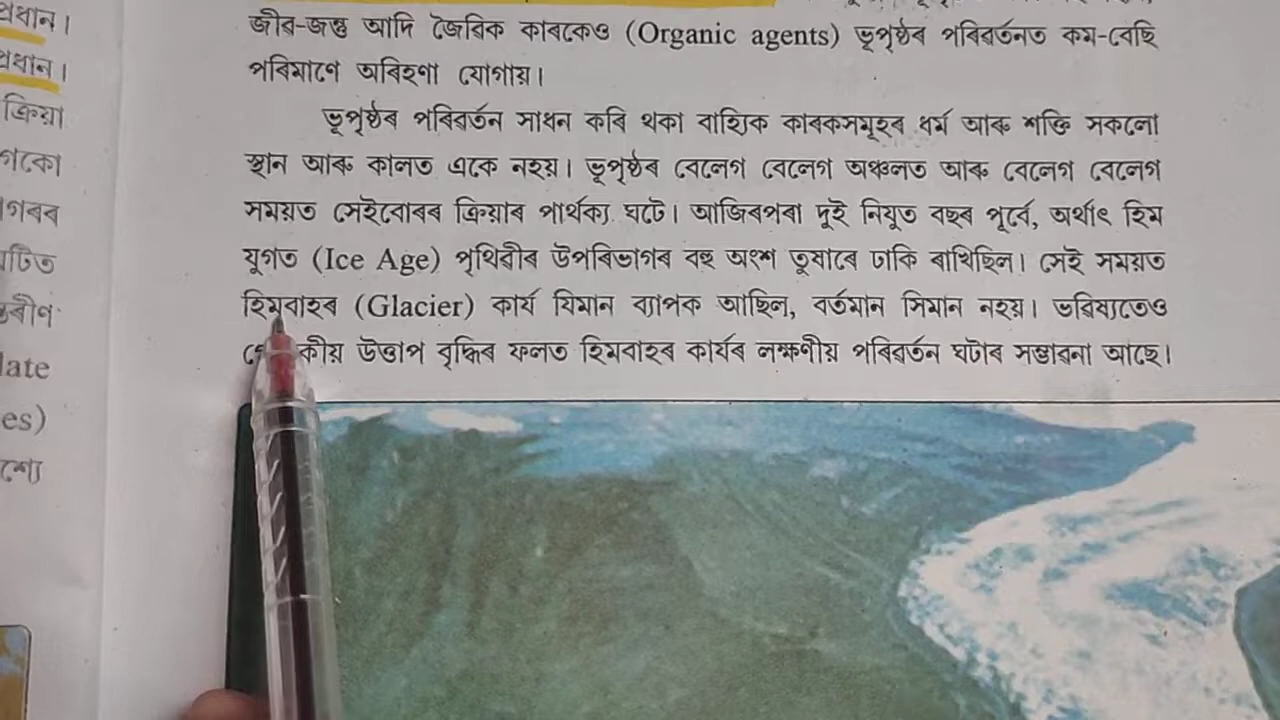 প্ৰধান।
প্ৰধান।
ক্ৰিয়া
late
es)
জীৱ-জন্তু আদি জৈৱিক কাৰকেও (Organic agents) ভূপৃষ্ঠৰ পৰিৱৰ্তনত কম-বেছি
পৰিমাণে অৰিহণা যোগায়।
ভূপৃষ্ঠৰ পৰিৱৰ্তন সাধন কৰি থকা বাহ্যিক কাৰকসমূহৰ ধৰ্ম আৰু শক্তি সকলো
স্থান আৰু কালত একে নহয়। ভূপৃষ্ঠৰ বেলেগ বেলেগ অঞ্চলত আৰু বেলেগ বেলেগ
সময়ত সেইবোৰৰ ক্ৰিয়াৰ পাৰ্থক্য ঘটে। আজিৰপৰা দুই নিযুত বছৰ পূৰ্বে, অৰ্থাৎ হিম
যুগত (Ice Age) পৃথিৱীৰ উপৰিভাগৰ বহু অংশ তুষাৰে ঢাকি ৰাখিছিল। সেই সময়ত
হিমবাহৰ (Glacier) কাৰ্য যিমান ব্যাপক আছিল, বৰ্তমান সিমান নহয়। ভৱিষ্যতেও
উত্তাপ বৃদ্ধিৰ ফলত হিমবাহৰ কাৰ্যৰ লক্ষণীয় পৰিৱৰ্তন ঘটাৰ সম্ভাৱনা আছে।